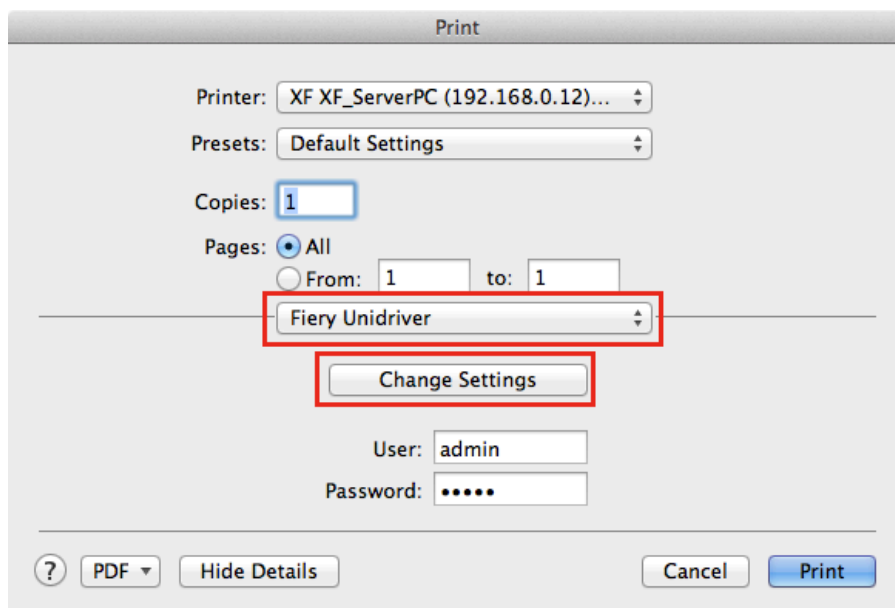 Print
Printer: XF XF_ServerPC (192.168.0.12)...
Presets: Default Settings
Copies: 1
Pages: All
From: 1 to: 1
Fiery Unidriver
Change Settings
User: admin
Password: •••••
? PDF Hide Details Cancel Print